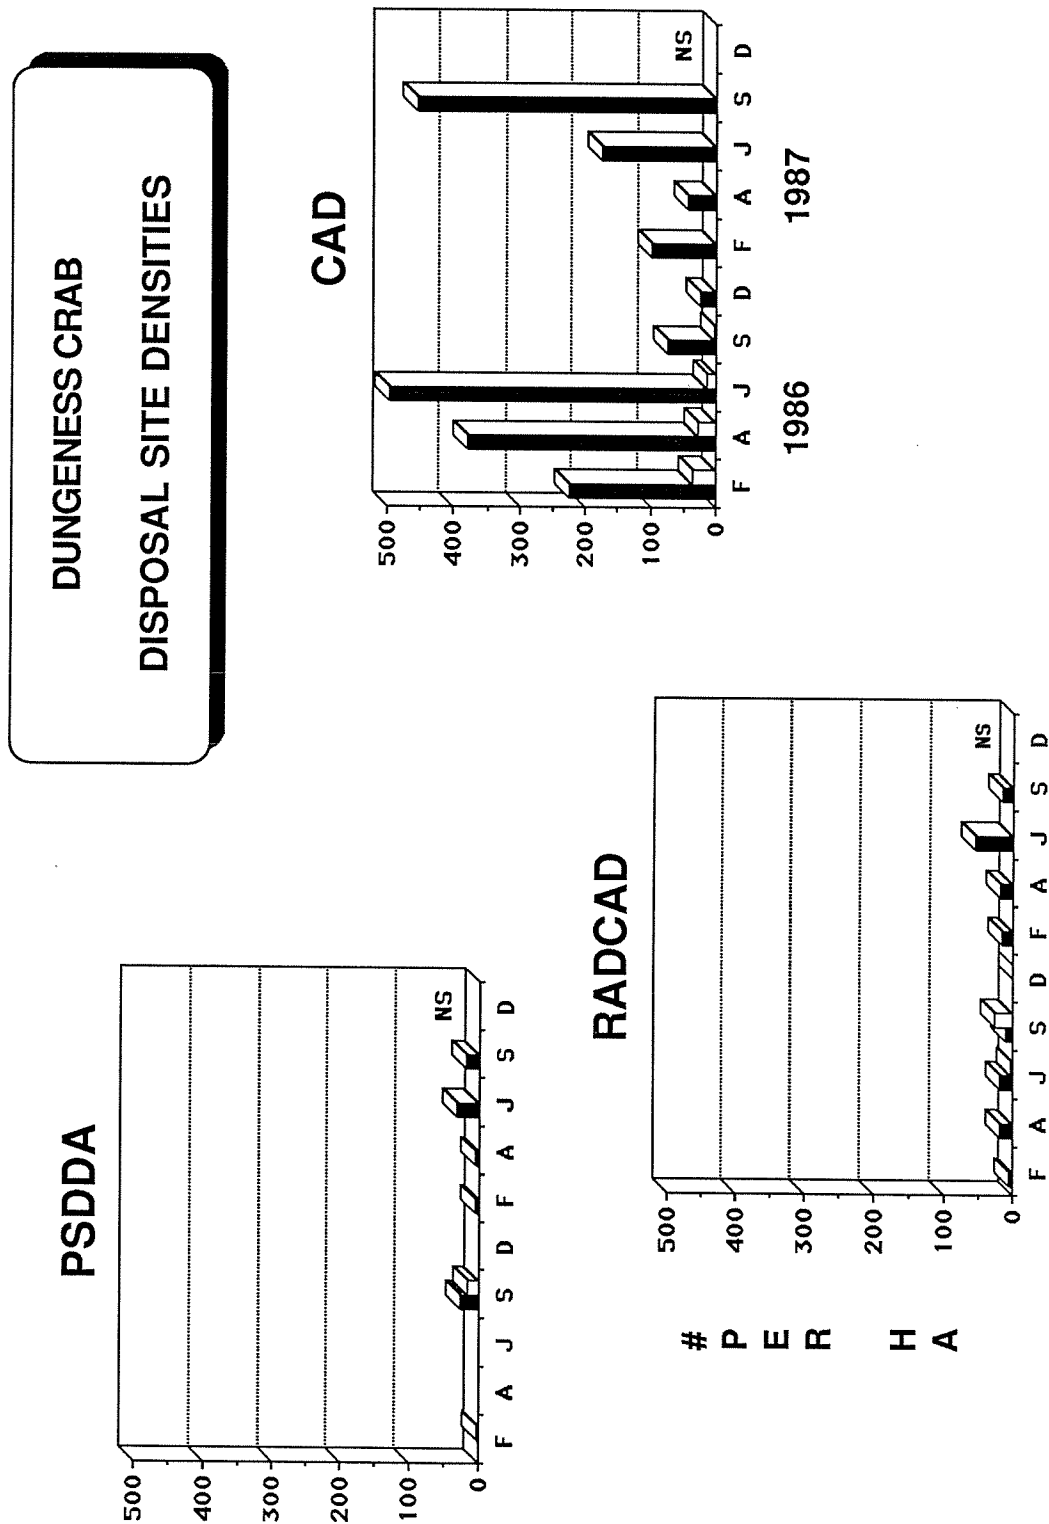 DUNGENESS CRAB
DISPOSAL SITE DENSITIES
PSDDA
500
400
300
200
100
0
NS
F A J S D F A J S D
CAD
500
400
300
200
100
0
NS
F A J S D F A J S D
1986 1987
# PER HA
RADCAD
500
400
300
200
100
0
NS
F A J S D F A J S D